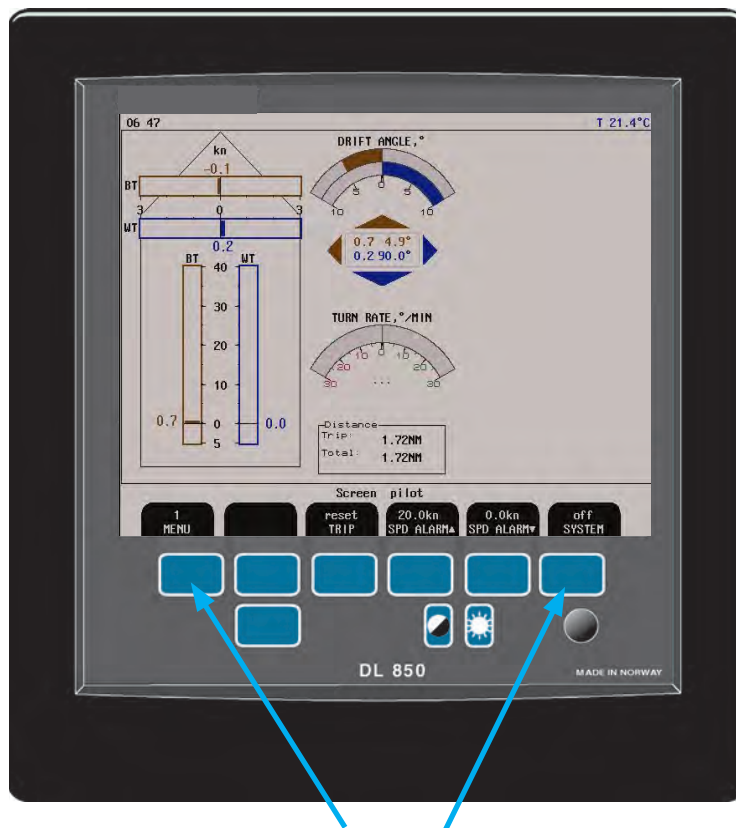 06 47 T 21.4°C
kn
-0.1
BT
3 0 3
WT
0.2
BT WT
40
30
20
10
0.7 0 0.0
5
DRIFT ANGLE,°
10 5 0 5 10
0.7 4.9°
0.2 90.0°
TURN RATE,°/MIN
30 20 10 0 10 20 30
...
Distance
Trip: 1.72NM
Total: 1.72NM
Screen pilot
1 reset 20.0kn 0.0kn off
MENU TRIP SPD ALARM▲ SPD ALARM▼ SYSTEM
DL 850
MADE IN NORWAY